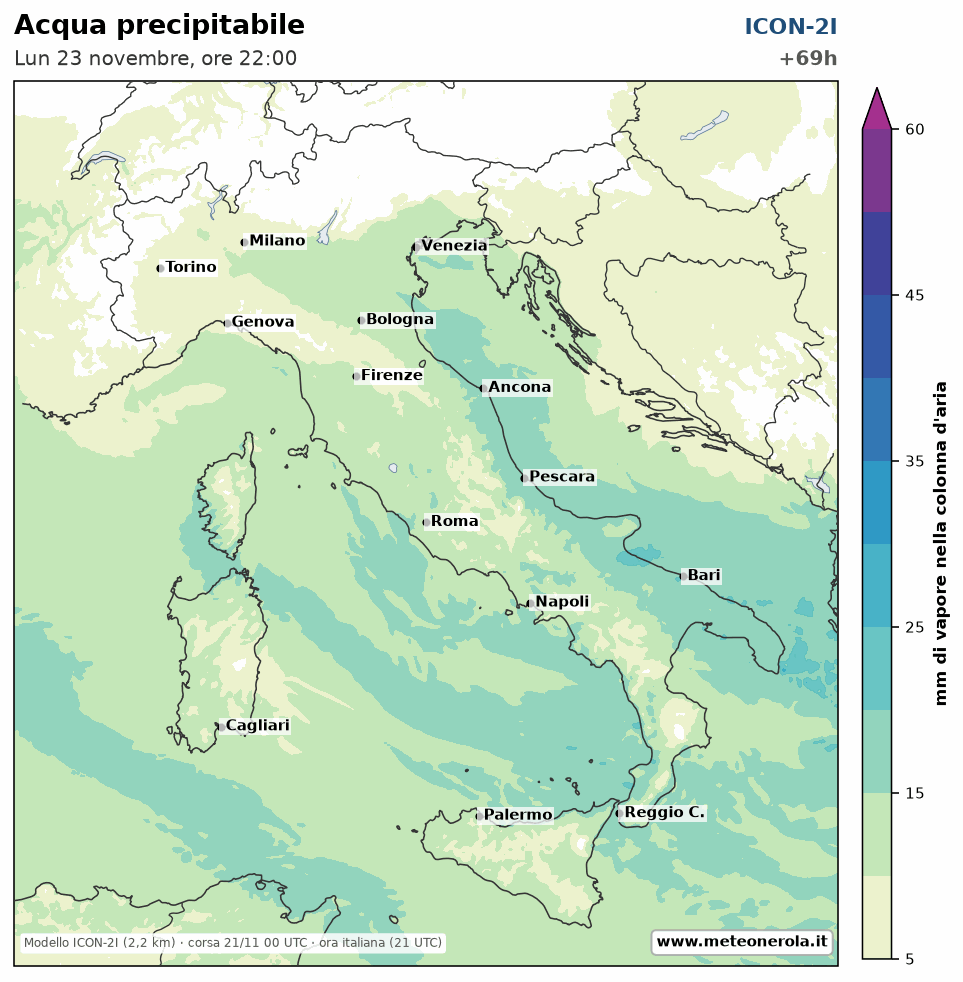 Acqua precipitabile
ICON-2I
Lun 23 novembre, ore 22:00
+69h
60
Milano
Venezia
Torino
45
Genova
Bologna
Firenze
Ancona
35
Pescara
Roma
Bari
Napoli
25
Cagliari
15
Palermo
Reggio C.
mm di vapore nella colonna d'aria
Modello ICON-2I (2,2 km) · corsa 21/11 00 UTC · ora italiana (21 UTC)
www.meteonerola.it
5